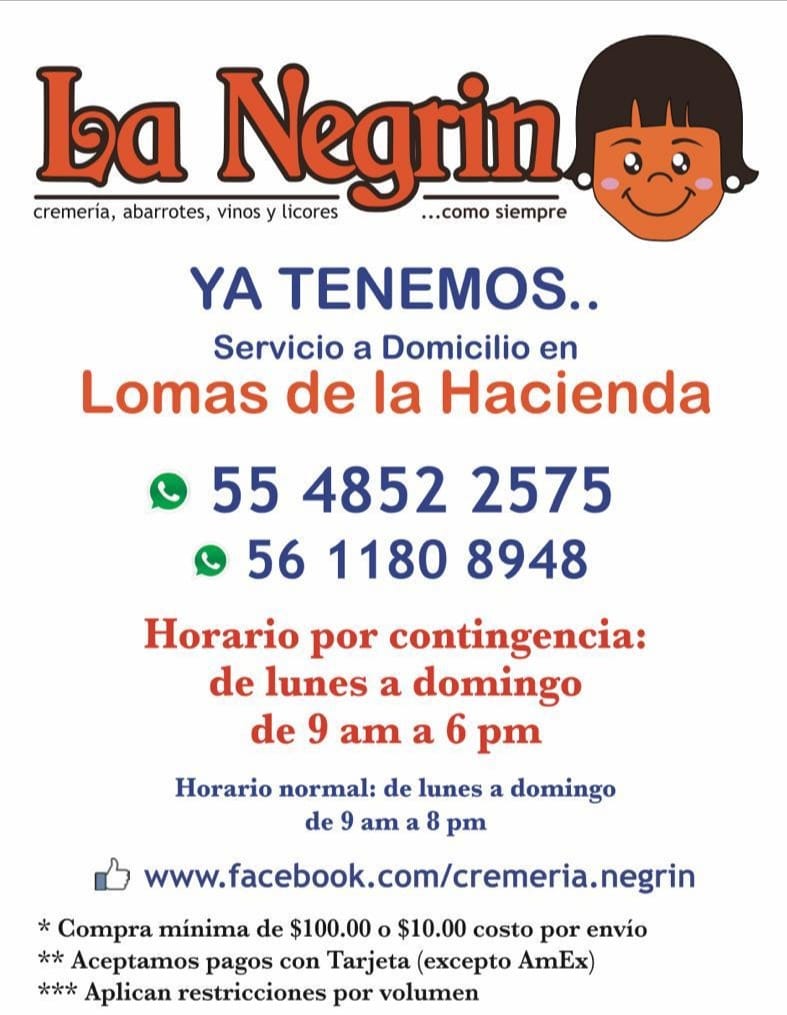 La Negrin
cremería, abarrotes, vinos y licores ...como siempre
YA TENEMOS..
Servicio a Domicilio en
Lomas de la Hacienda
55 4852 2575
56 1180 8948
Horario por contingencia:
de lunes a domingo
de 9 am a 6 pm
Horario normal: de lunes a domingo
de 9 am a 8 pm
www.facebook.com/cremeria.negrin
* Compra mínima de $100.00 o $10.00 costo por envío
** Aceptamos pagos con Tarjeta (excepto AmEx)
*** Aplican restricciones por volumen